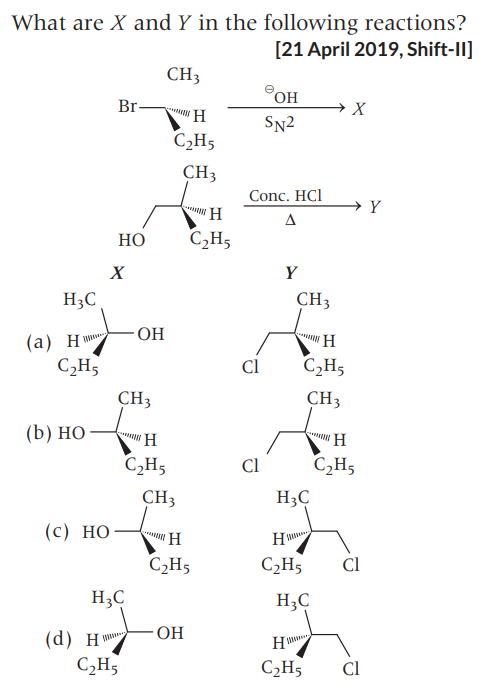 What are X and Y in the following reactions?
[21 April 2019, Shift-II]
CH3
Br
H
C2H5
⊖OH
SN2
X
CH3
H
HO
C2H5
Conc. HCl
Δ
Y
X Y
(a) H3C
H
OH
C2H5
CH3
H
Cl
C2H5
(b) HO
CH3
H
C2H5
CH3
H
Cl
C2H5
(c) HO
CH3
H
C2H5
H3C
H
C2H5
Cl
(d) H3C
H
OH
C2H5
H3C
H
C2H5
Cl